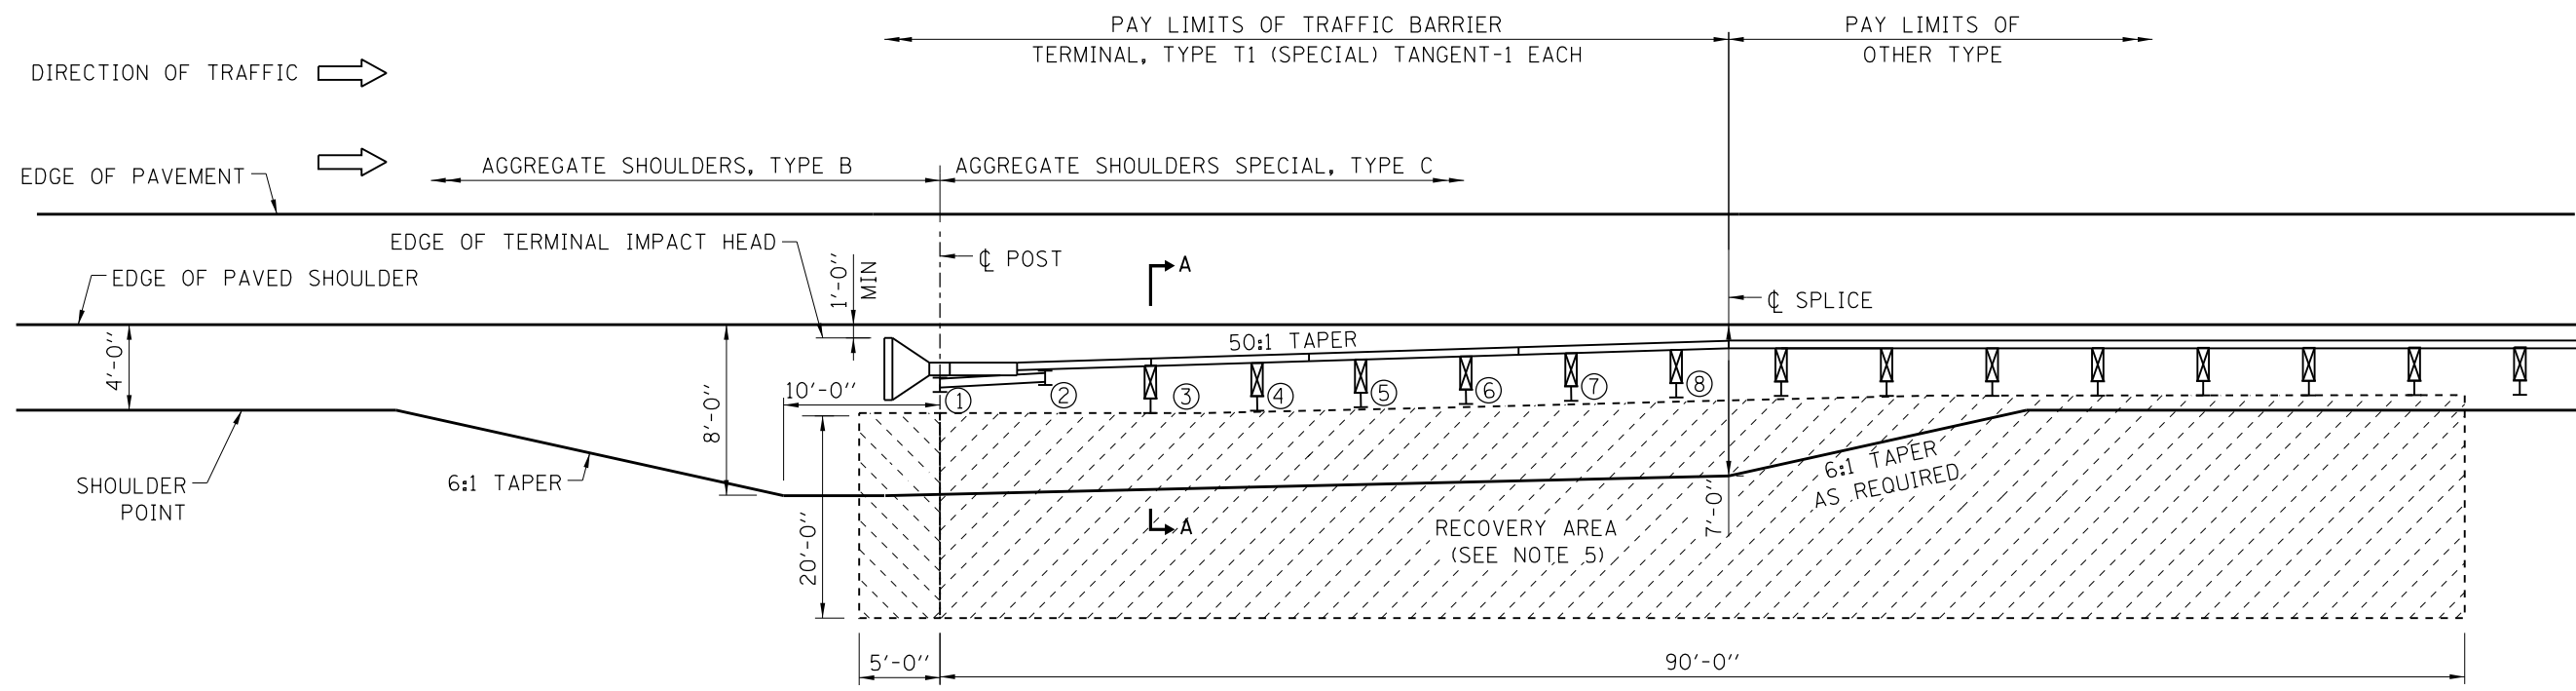 PAY LIMITS OF TRAFFIC BARRIER
TERMINAL, TYPE T1 (SPECIAL) TANGENT-1 EACH
PAY LIMITS OF
OTHER TYPE
DIRECTION OF TRAFFIC
AGGREGATE SHOULDERS, TYPE B
AGGREGATE SHOULDERS SPECIAL, TYPE C
EDGE OF PAVEMENT
EDGE OF TERMINAL IMPACT HEAD
1'-0" MIN
℄ POST
A
EDGE OF PAVED SHOULDER
℄ SPLICE
50:1 TAPER
4'-0"
8'-0"
10'-0"
1
2
3
4
5
6
7
8
SHOULDER
POINT
6:1 TAPER
6:1 TAPER
AS REQUIRED
20'-0"
A
RECOVERY AREA
(SEE NOTE 5)
7'-0"
5'-0"
90'-0"